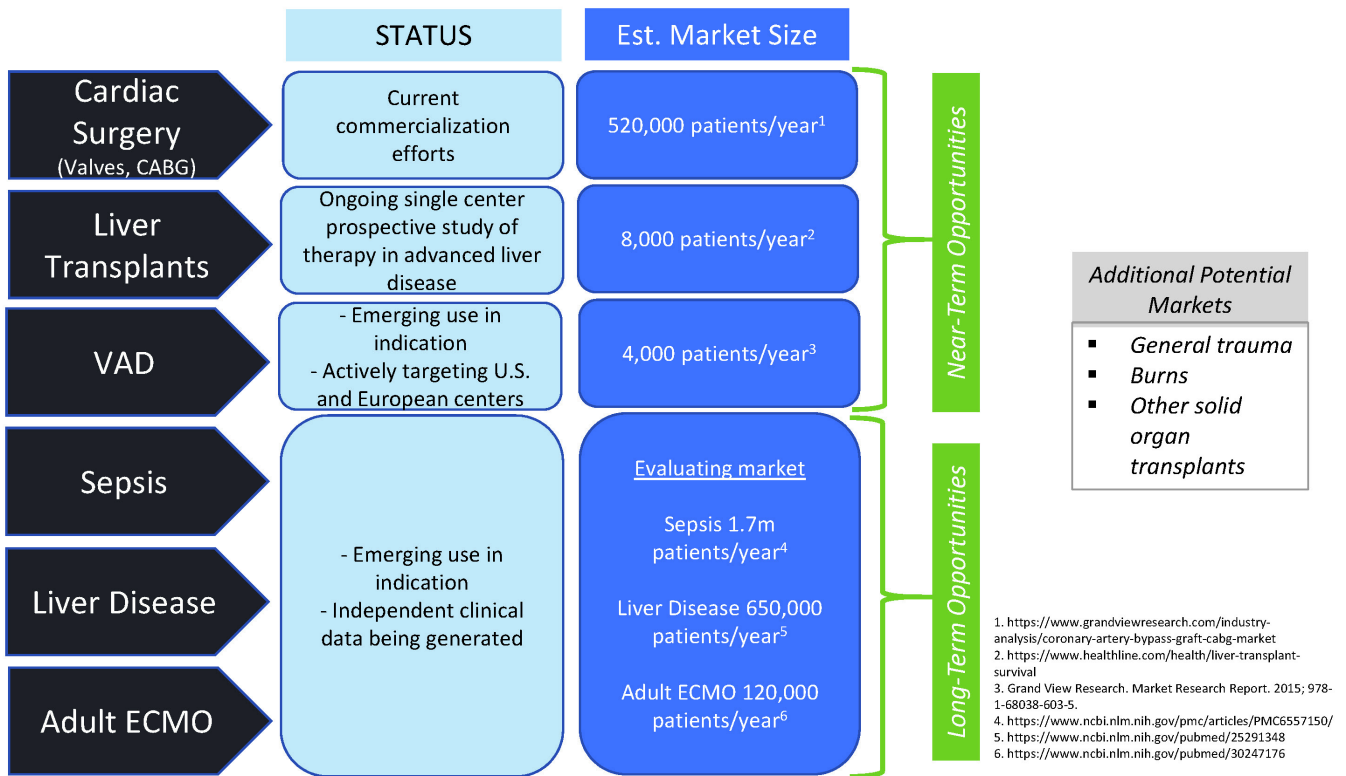 STATUS
Est. Market Size
Cardiac
Surgery
(Valves, CABG)
Current
commercialization
efforts
520,000 patients/year¹
Liver
Transplants
Ongoing single center
prospective study of
therapy in advanced liver
disease
8,000 patients/year²
VAD
- Emerging use in
indication
- Actively targeting U.S.
and European centers
4,000 patients/year³
Near-Term Opportunities
Sepsis
Liver Disease
Adult ECMO
- Emerging use in
indication
- Independent clinical
data being generated
Evaluating market
Sepsis 1.7m
patients/year⁴
Liver Disease 650,000
patients/year⁵
Adult ECMO 120,000
patients/year⁶
Long-Term Opportunities
Additional Potential
Markets
▪ General trauma
▪ Burns
▪ Other solid
organ
transplants
1. https://www.grandviewresearch.com/industry-
analysis/coronary-artery-bypass-graft-cabg-market
2. https://www.healthline.com/health/liver-transplant-
survival
3. Grand View Research. Market Research Report. 2015; 978-
1-68038-603-5.
4. https://www.ncbi.nlm.nih.gov/pmc/articles/PMC6557150/
5. https://www.ncbi.nlm.nih.gov/pubmed/25291348
6. https://www.ncbi.nlm.nih.gov/pubmed/30247176